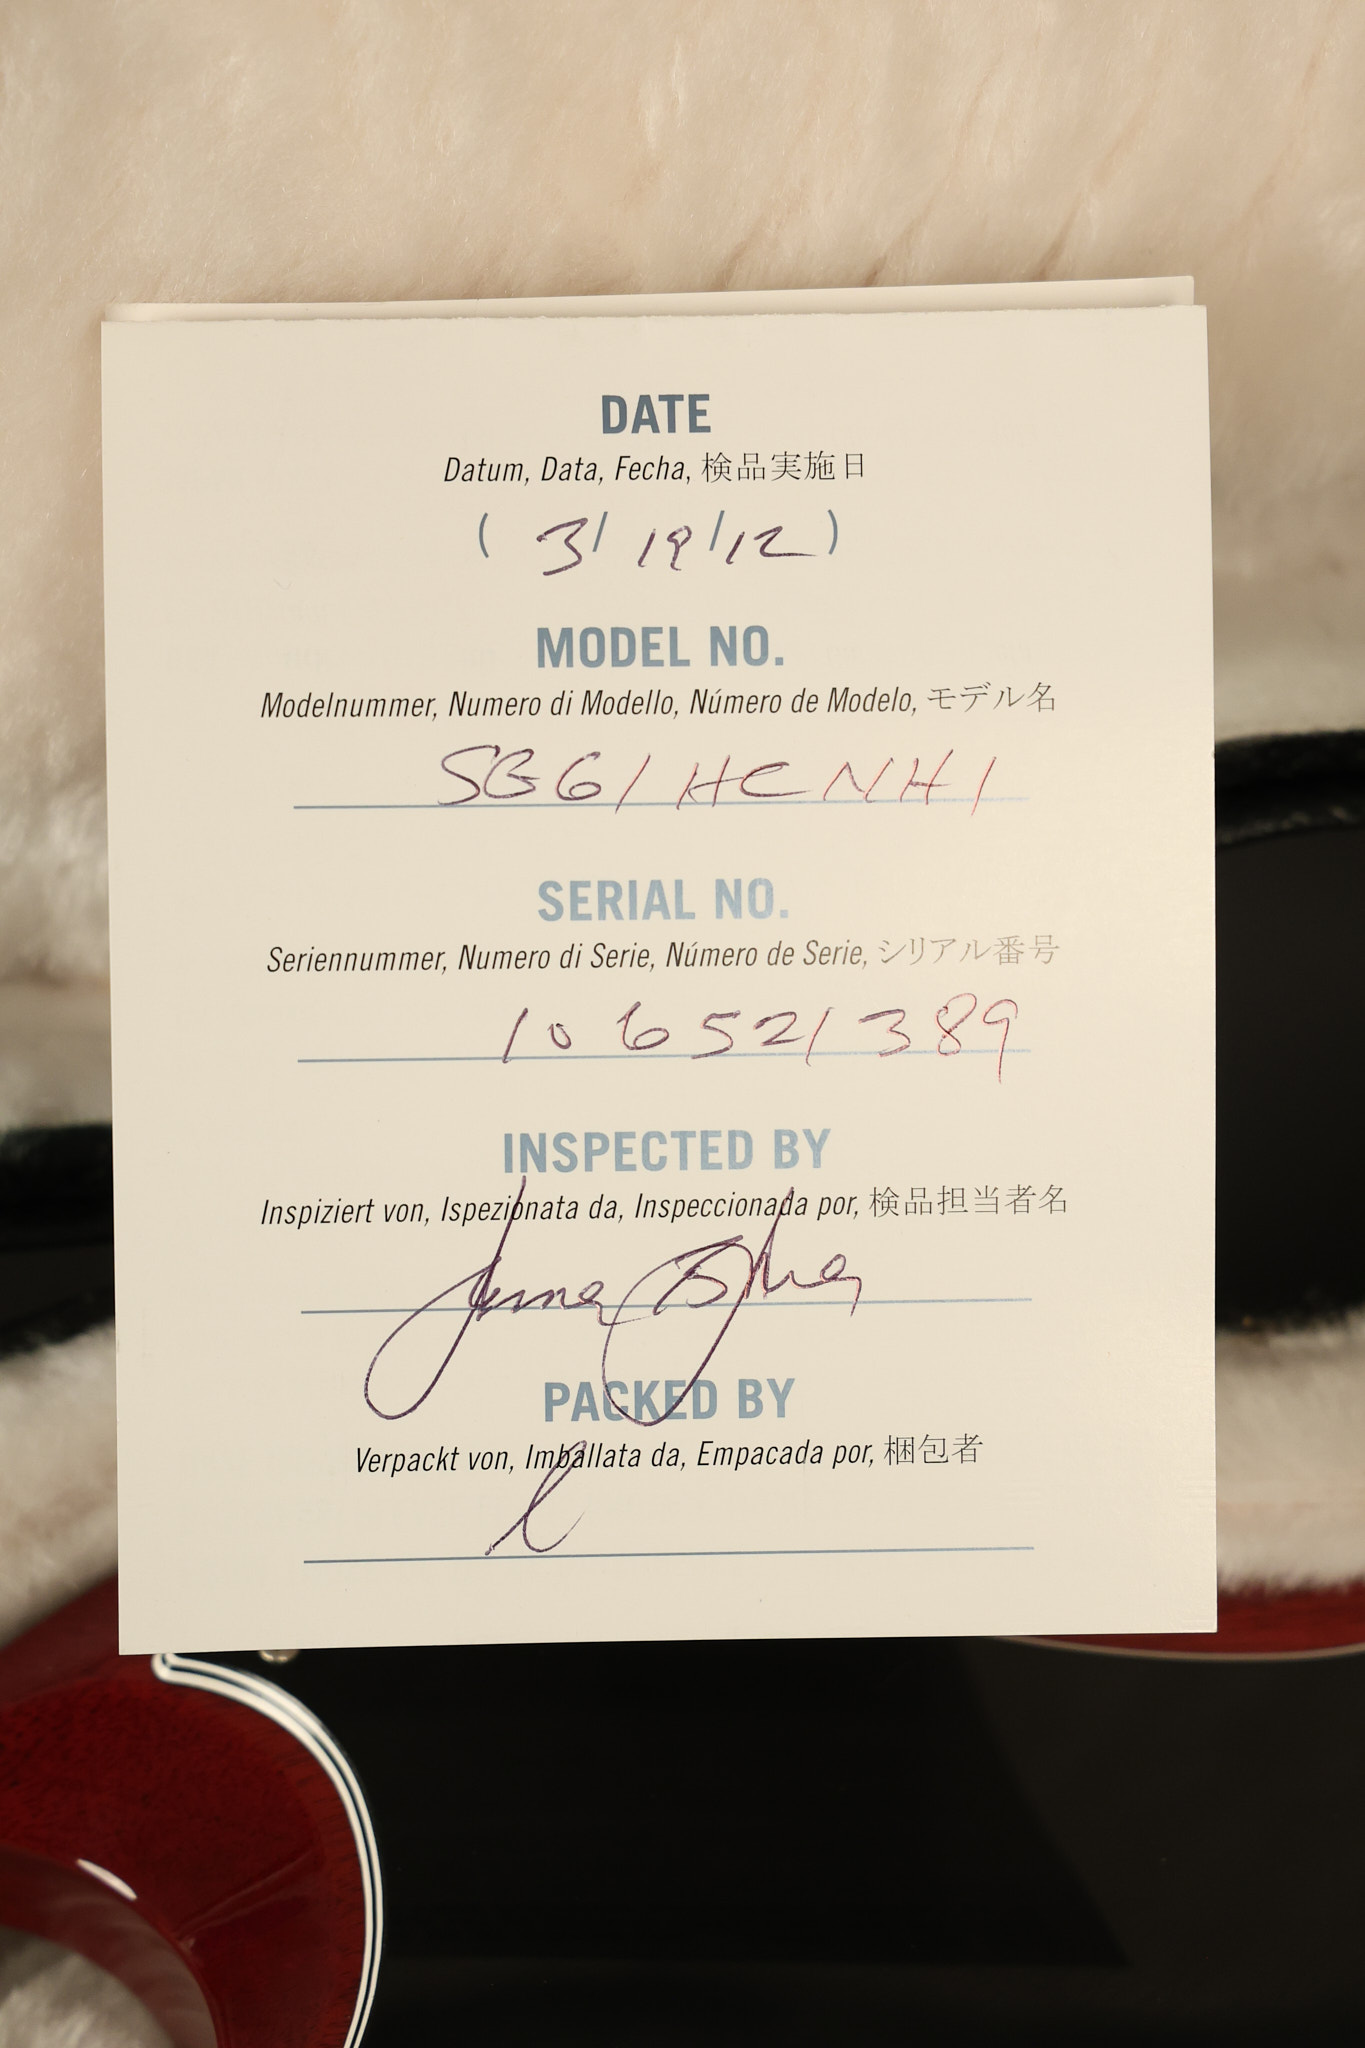 DATE
Datum, Data, Fecha, 検品実施日
( 3/ 19 /12 )
MODEL NO.
Modelnummer, Numero di Modello, Número de Modelo, モデル名
SG61HCNH1
SERIAL NO.
Seriennummer, Numero di Serie, Número de Serie, シリアル番号
106521389
INSPECTED BY
Inspiziert von, Ispezionata da, Inspeccionada por, 検品担当者名
PACKED BY
Verpackt von, Imballata da, Empacada por, 梱包者